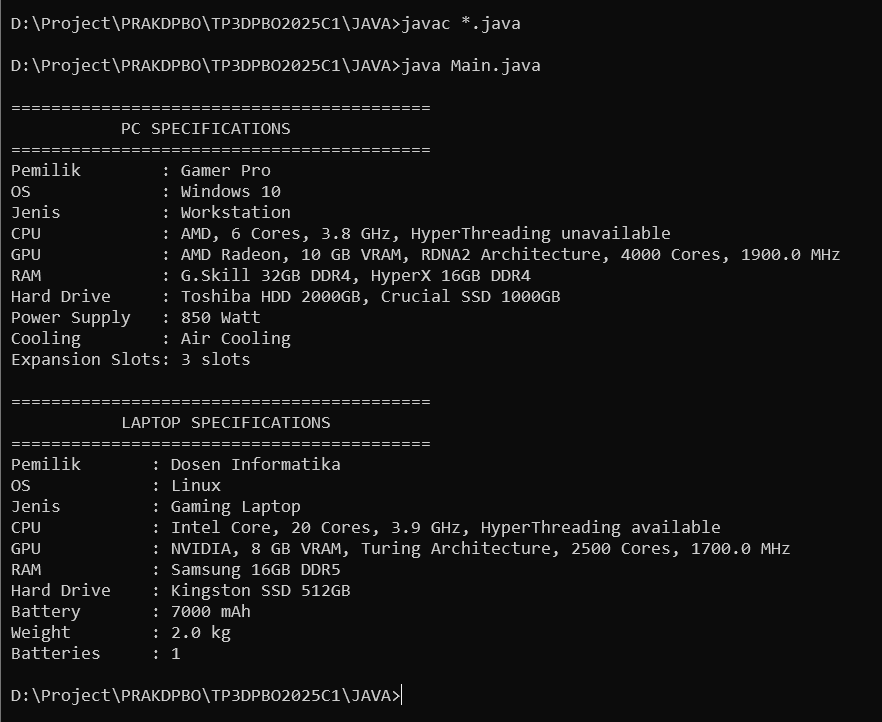 D:\Project\PRAKDPBO\TP3DPBO2025C1\JAVA>javac *.java
D:\Project\PRAKDPBO\TP3DPBO2025C1\JAVA>java Main.java
==========================================
           PC SPECIFICATIONS
==========================================
Pemilik        : Gamer Pro
OS             : Windows 10
Jenis          : Workstation
CPU            : AMD, 6 Cores, 3.8 GHz, HyperThreading unavailable
GPU            : AMD Radeon, 10 GB VRAM, RDNA2 Architecture, 4000 Cores, 1900.0 MHz
RAM            : G.Skill 32GB DDR4, HyperX 16GB DDR4
Hard Drive     : Toshiba HDD 2000GB, Crucial SSD 1000GB
Power Supply   : 850 Watt
Cooling        : Air Cooling
Expansion Slots: 3 slots
==========================================
           LAPTOP SPECIFICATIONS
==========================================
Pemilik       : Dosen Informatika
OS            : Linux
Jenis         : Gaming Laptop
CPU           : Intel Core, 20 Cores, 3.9 GHz, HyperThreading available
GPU           : NVIDIA, 8 GB VRAM, Turing Architecture, 2500 Cores, 1700.0 MHz
RAM           : Samsung 16GB DDR5
Hard Drive    : Kingston SSD 512GB
Battery       : 7000 mAh
Weight        : 2.0 kg
Batteries     : 1
D:\Project\PRAKDPBO\TP3DPBO2025C1\JAVA>